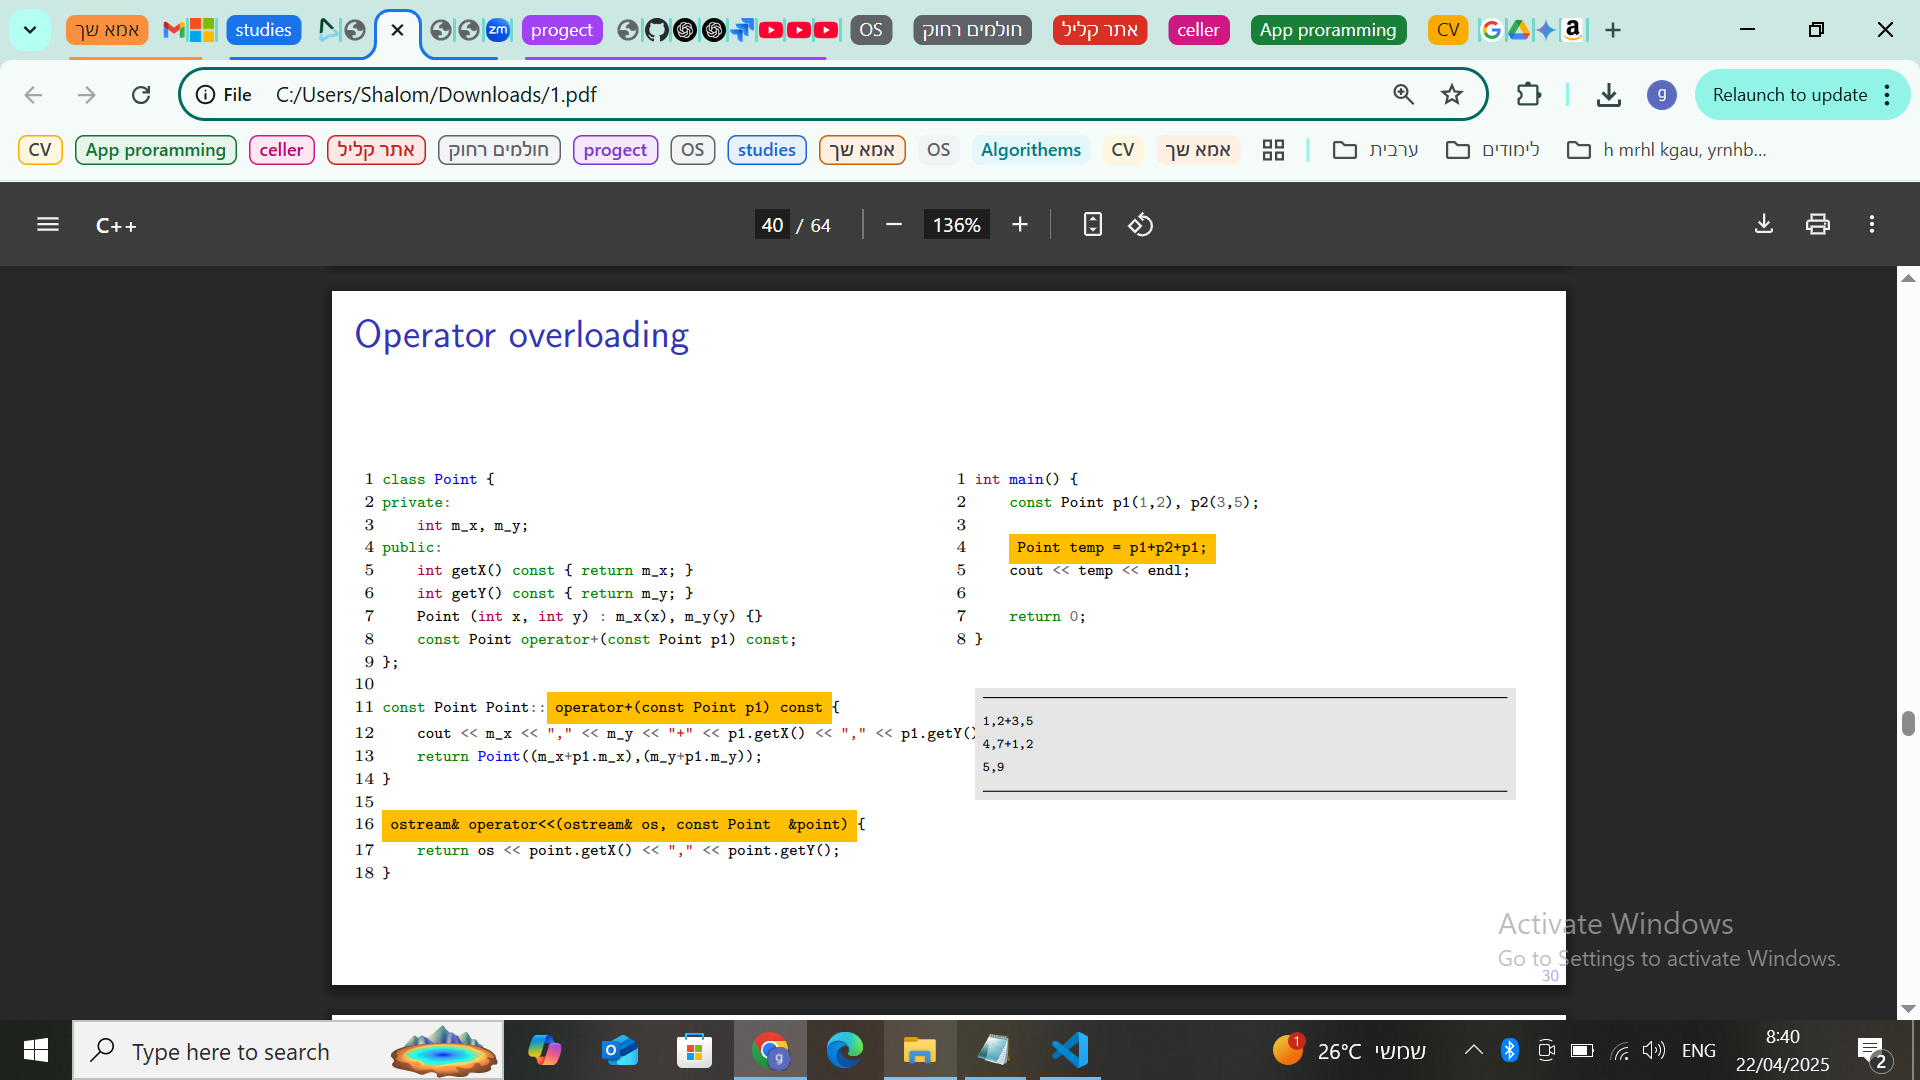 אמא שך
studies
zm
progect
OS
חולמים רחוק
אתר קליל
celler
App proramming
CV
File C:/Users/Shalom/Downloads/1.pdf
g
Relaunch to update
CV
App proramming
celler
אתר קליל
חולמים רחוק
progect
OS
studies
אמא שך
OS
Algorithems
CV
אמא שך
ערבית
לימודים
h mrhl kgau, yrnhb...
C++
40 / 64
136%
Operator overloading
1 class Point {
2 private:
3 int m_x, m_y;
4 public:
5 int getX() const { return m_x; }
6 int getY() const { return m_y; }
7 Point (int x, int y) : m_x(x), m_y(y) {}
8 const Point operator+(const Point p1) const;
9 };
10
11 const Point Point:: operator+(const Point p1) const {
12 cout << m_x << "," << m_y << "+" << p1.getX() << "," << p1.getY()
13 return Point((m_x+p1.m_x),(m_y+p1.m_y));
14 }
15
16 ostream& operator<<(ostream& os, const Point &point) {
17 return os << point.getX() << "," << point.getY();
18 }
1 int main() {
2 const Point p1(1,2), p2(3,5);
3
4 Point temp = p1+p2+p1;
5 cout << temp << endl;
6
7 return 0;
8 }
1,2+3,5
4,7+1,2
5,9
Activate Windows
Go to Settings to activate Windows.
30
Type here to search
g
1
26°C שמשי
ENG
8:40
22/04/2025
2